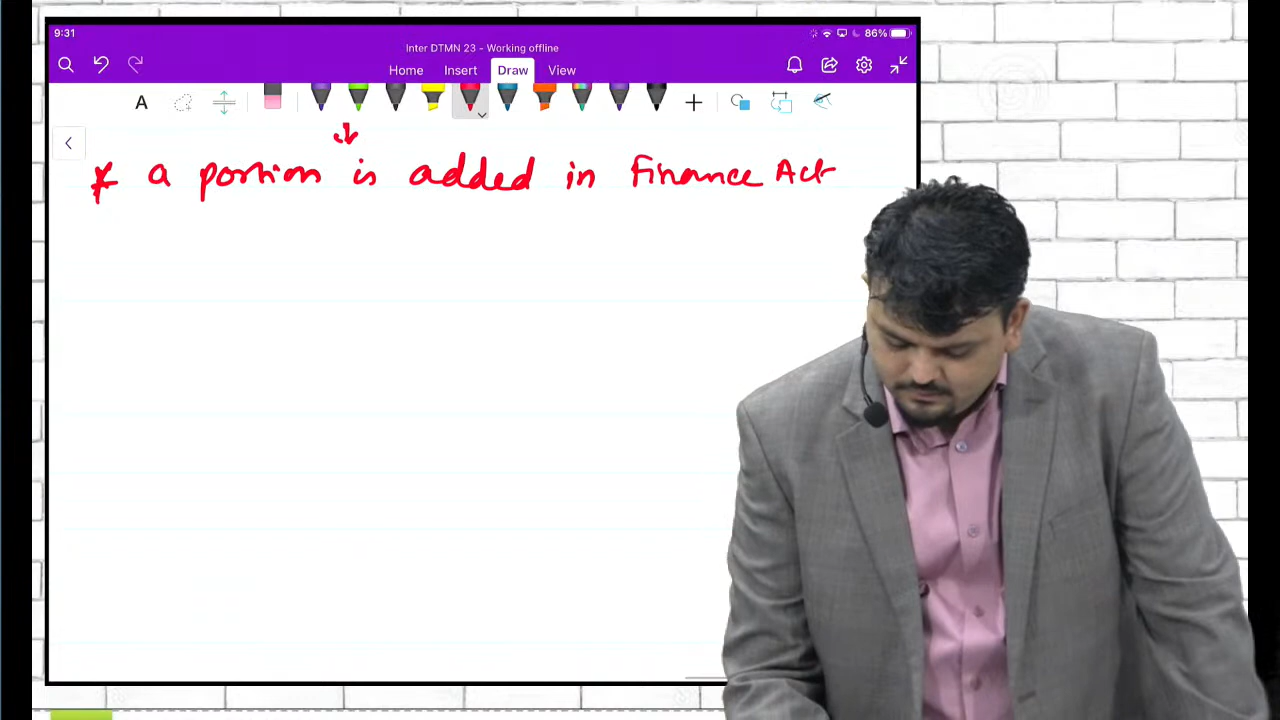 9:31
86%
Inter DTMN 23 - Working offline
Home Insert Draw View
A
* a portion is added in Finance Act